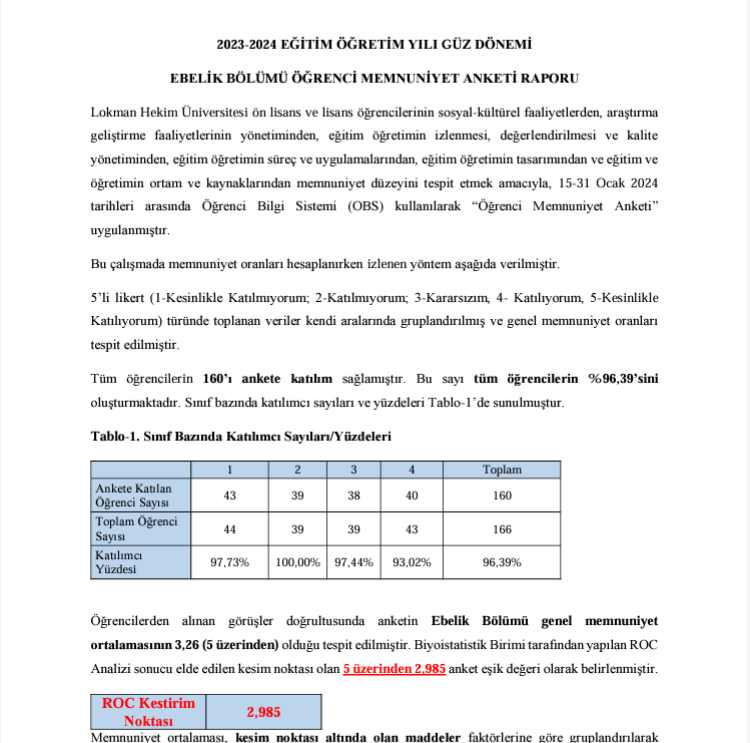 2023-2024 EĞİTİM ÖĞRETİM YILI GÜZ DÖNEMİ
EBELİK BÖLÜMÜ ÖĞRENCİ MEMNUNİYET ANKETİ RAPORU
Lokman Hekim Üniversitesi ön lisans ve lisans öğrencilerinin sosyal-kültürel faaliyetlerden, araştırma
geliştirme faaliyetlerinin yönetiminden, eğitim öğretimin izlenmesi, değerlendirilmesi ve kalite
yönetiminden, eğitim öğretimin süreç ve uygulamalarından, eğitim öğretimin tasarımından ve eğitim ve
öğretimin ortam ve kaynaklarından memnuniyet düzeyini tespit etmek amacıyla, 15-31 Ocak 2024
tarihleri arasında Öğrenci Bilgi Sistemi (OBS) kullanılarak “Öğrenci Memnuniyet Anketi”
uygulanmıştır.
Bu çalışmada memnuniyet oranları hesaplanırken izlenen yöntem aşağıda verilmiştir.
5’li likert (1-Kesinlikle Katılmıyorum; 2-Katılmıyorum; 3-Kararsızım, 4- Katılıyorum, 5-Kesinlikle
Katılıyorum) türünde toplanan veriler kendi aralarında gruplandırılmış ve genel memnuniyet oranları
tespit edilmiştir.
Tüm öğrencilerin 160’ı ankete katılım sağlamıştır. Bu sayı tüm öğrencilerin %96,39’sini
oluşturmaktadır. Sınıf bazında katılımcı sayıları ve yüzdeleri Tablo-1’de sunulmuştur.
Tablo-1. Sınıf Bazında Katılımcı Sayıları/Yüzdeleri
1 2 3 4 Toplam
Ankete Katılan
Öğrenci Sayısı 43 39 38 40 160
Toplam Öğrenci
Sayısı 44 39 39 43 166
Katılımcı
Yüzdesi 97,73% 100,00% 97,44% 93,02% 96,39%
Öğrencilerden alınan görüşler doğrultusunda anketin Ebelik Bölümü genel memnuniyet
ortalamasının 3,26 (5 üzerinden) olduğu tespit edilmiştir. Biyoistatistik Birimi tarafından yapılan ROC
Analizi sonucu elde edilen kesim noktası olan 5 üzerinden 2,985 anket eşik değeri olarak belirlenmiştir.
ROC Kestirim
Noktası 2,985
Memnuniyet ortalaması, kesim noktası altında olan maddeler faktörlerine göre gruplandırılarak